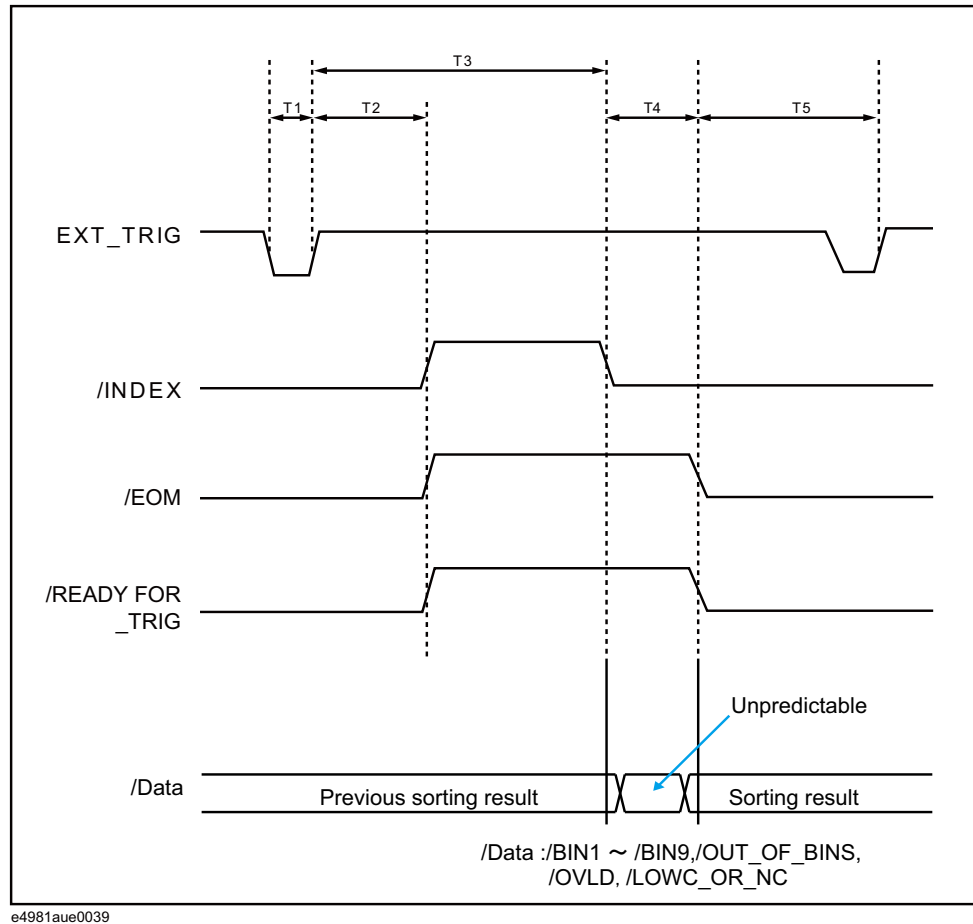 T3
T1
T2
T4
T5
EXT_TRIG
/INDEX
/EOM
/READY FOR
_TRIG
Unpredictable
/Data
Previous sorting result
Sorting result
/Data :/BIN1 ～ /BIN9,/OUT_OF_BINS,
/OVLD, /LOWC_OR_NC
e4981aue0039